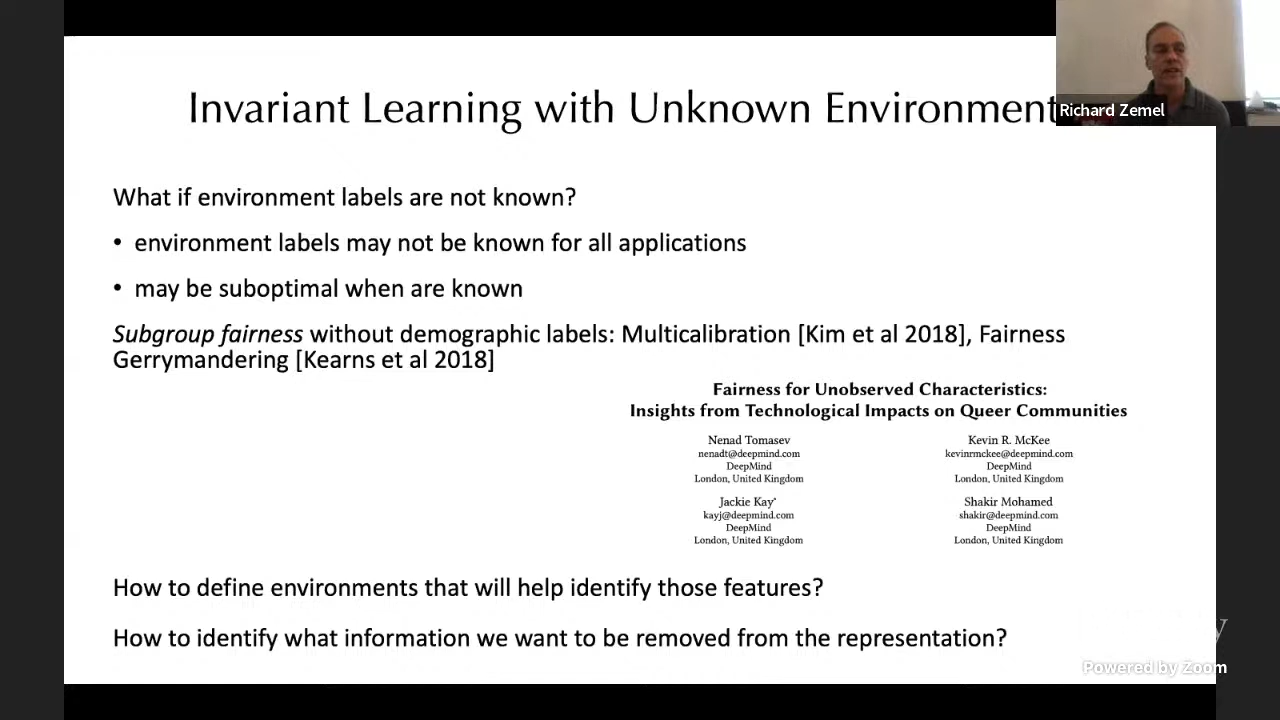 Invariant Learning with Unknown Environment
Richard Zemel
What if environment labels are not known?
• environment labels may not be known for all applications
• may be suboptimal when are known
Subgroup fairness without demographic labels: Multicalibration [Kim et al 2018], Fairness
Gerrymandering [Kearns et al 2018]
Fairness for Unobserved Characteristics:
Insights from Technological Impacts on Queer Communities
Nenad Tomasev
nenadt@deepmind.com
DeepMind
London, United Kingdom
Kevin R. McKee
kevinrmckee@deepmind.com
DeepMind
London, United Kingdom
Jackie Kay*
kayj@deepmind.com
DeepMind
London, United Kingdom
Shakir Mohamed
shakir@deepmind.com
DeepMind
London, United Kingdom
How to define environments that will help identify those features?
How to identify what information we want to be removed from the representation?
Powered by Zoom